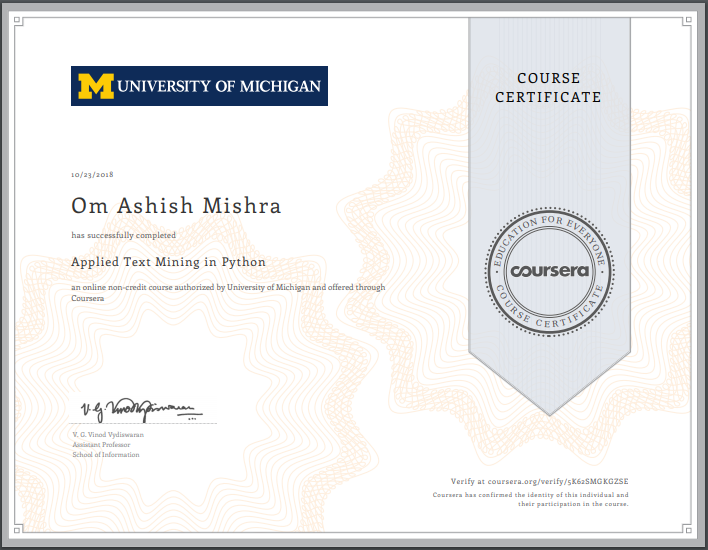 M UNIVERSITY OF MICHIGAN
COURSE
CERTIFICATE
10/23/2018
Om Ashish Mishra
has successfully completed
Applied Text Mining in Python
an online non-credit course authorized by University of Michigan and offered through
Coursera
EDUCATION FOR EVERYONE
coursera
COURSE CERTIFICATE
V. G. Vinod Vydiswaran
Assistant Professor
School of Information
Verify at coursera.org/verify/5K62SMGKGZSE
Coursera has confirmed the identity of this individual and
their participation in the course.